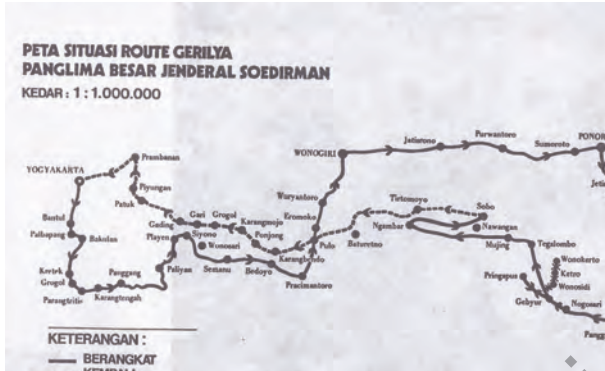 PETA SITUASI ROUTE GERILYA
PANGLIMA BESAR JENDERAL SOEDIRMAN
KEDAR : 1 : 1.000.000
Prambanan
YOGYAKARTA
Piyungan
Patuk
Bantul
Palbapang
Bakulan
Kretek
Grogol
Parangtritis
Karangtengah
Panggang
Paliyan
Playen
Gading
Gari
Grogol
Karangmojo
Siyono
Wonosari
Ponjong
Semanu
Bedoyo
Pracimantoro
Karangbendo
Pulo
Eromoko
Wuryantoro
WONOGIRI
Jatisrono
Purwantoro
Sumoroto
PONOR
Jeti
Tirtomoyo
Baturetno
Ngambar
Sobo
Nawangan
Mujing
Tegalombo
Wonokerto
Ketro
Wonosidi
Pringapus
Gebyur
Nogosari
Pangg
KETERANGAN :
BERANGKAT